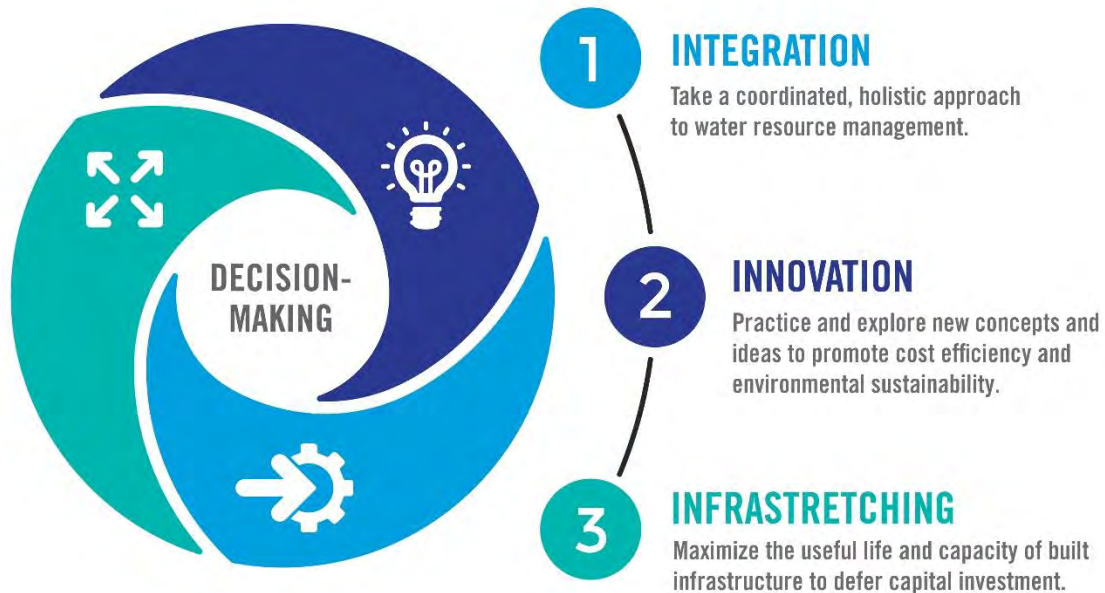 DECISION-
MAKING
1
INTEGRATION
Take a coordinated, holistic approach
to water resource management.
2
INNOVATION
Practice and explore new concepts and
ideas to promote cost efficiency and
environmental sustainability.
3
INFRASTRETCHING
Maximize the useful life and capacity of built
infrastructure to defer capital investment.